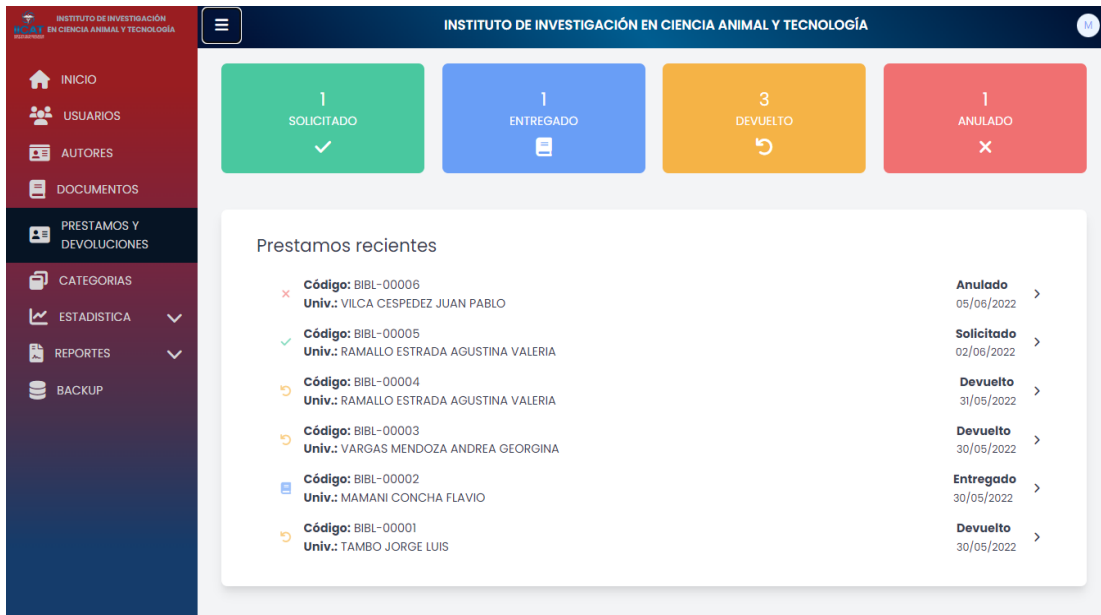 INSTITUTO DE INVESTIGACIÓN
EN CIENCIA ANIMAL Y TECNOLOGÍA
INSTITUTO DE INVESTIGACIÓN EN CIENCIA ANIMAL Y TECNOLOGÍA
M
INICIO
USUARIOS
AUTORES
DOCUMENTOS
PRESTAMOS Y
DEVOLUCIONES
CATEGORIAS
ESTADISTICA
REPORTES
BACKUP
1
SOLICITADO
1
ENTREGADO
3
DEVUELTO
1
ANULADO
Prestamos recientes
Código: BIBL-00006
Univ.: VILCA CESPEDEZ JUAN PABLO
Anulado
05/06/2022
Código: BIBL-00005
Univ.: RAMALLO ESTRADA AGUSTINA VALERIA
Solicitado
02/06/2022
Código: BIBL-00004
Univ.: RAMALLO ESTRADA AGUSTINA VALERIA
Devuelto
31/05/2022
Código: BIBL-00003
Univ.: VARGAS MENDOZA ANDREA GEORGINA
Devuelto
30/05/2022
Código: BIBL-00002
Univ.: MAMANI CONCHA FLAVIO
Entregado
30/05/2022
Código: BIBL-00001
Univ.: TAMBO JORGE LUIS
Devuelto
30/05/2022